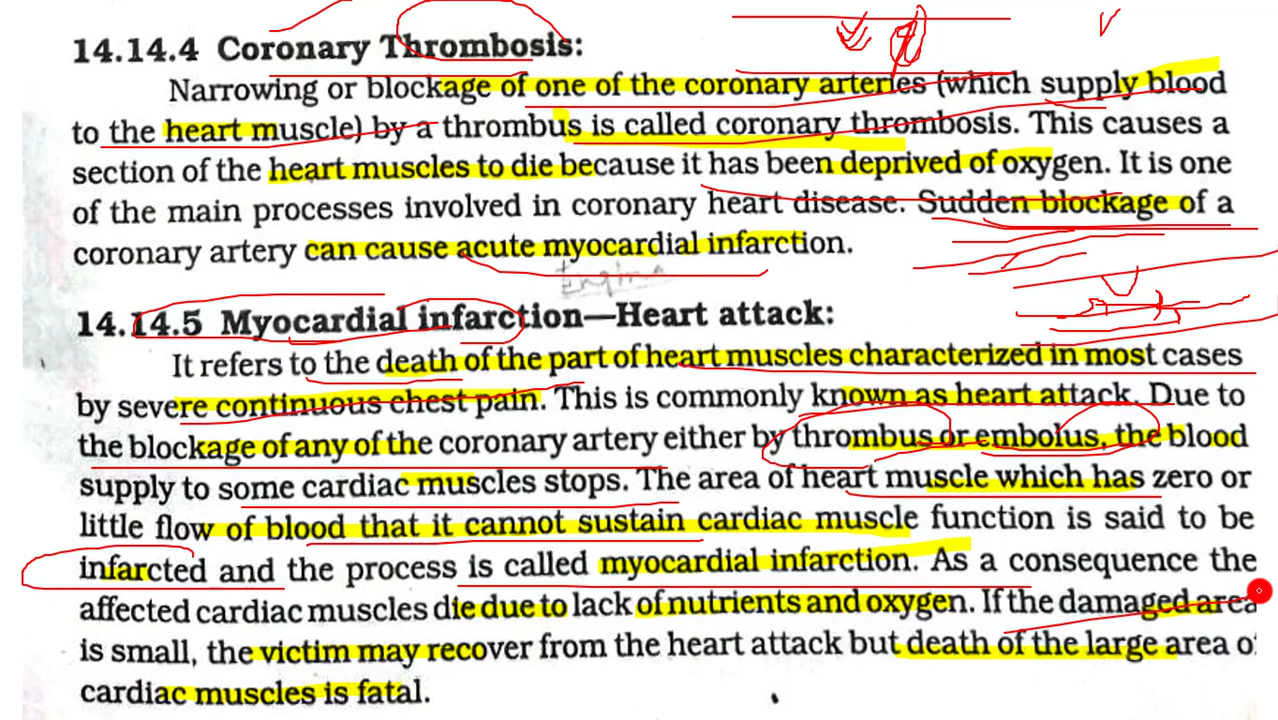 14.14.4 Coronary Thrombosis:
Narrowing or blockage of one of the coronary arteries (which supply blood
to the heart muscle) by a thrombus is called coronary thrombosis. This causes a
section of the heart muscles to die because it has been deprived of oxygen. It is one
of the main processes involved in coronary heart disease. Sudden blockage of a
coronary artery can cause acute myocardial infarction.
14.14.5 Myocardial infarction—Heart attack:
It refers to the death of the part of heart muscles characterized in most cases
by severe continuous chest pain. This is commonly known as heart attack. Due to
the blockage of any of the coronary artery either by thrombus or embolus, the blood
supply to some cardiac muscles stops. The area of heart muscle which has zero or
little flow of blood that it cannot sustain cardiac muscle function is said to be
infarcted and the process is called myocardial infarction. As a consequence the
affected cardiac muscles die due to lack of nutrients and oxygen. If the damaged area
is small, the victim may recover from the heart attack but death of the large area o
cardiac muscles is fatal.